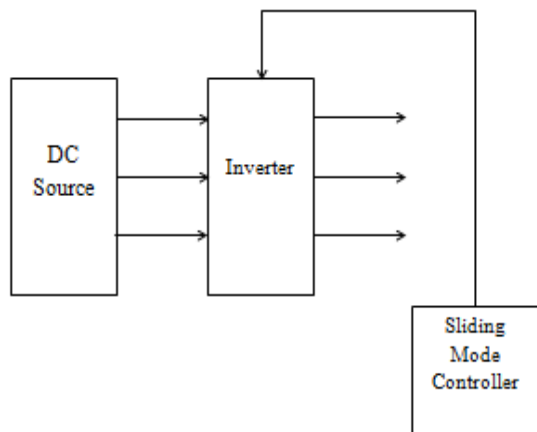 DC
Source
Inverter
Sliding
Mode
Controller